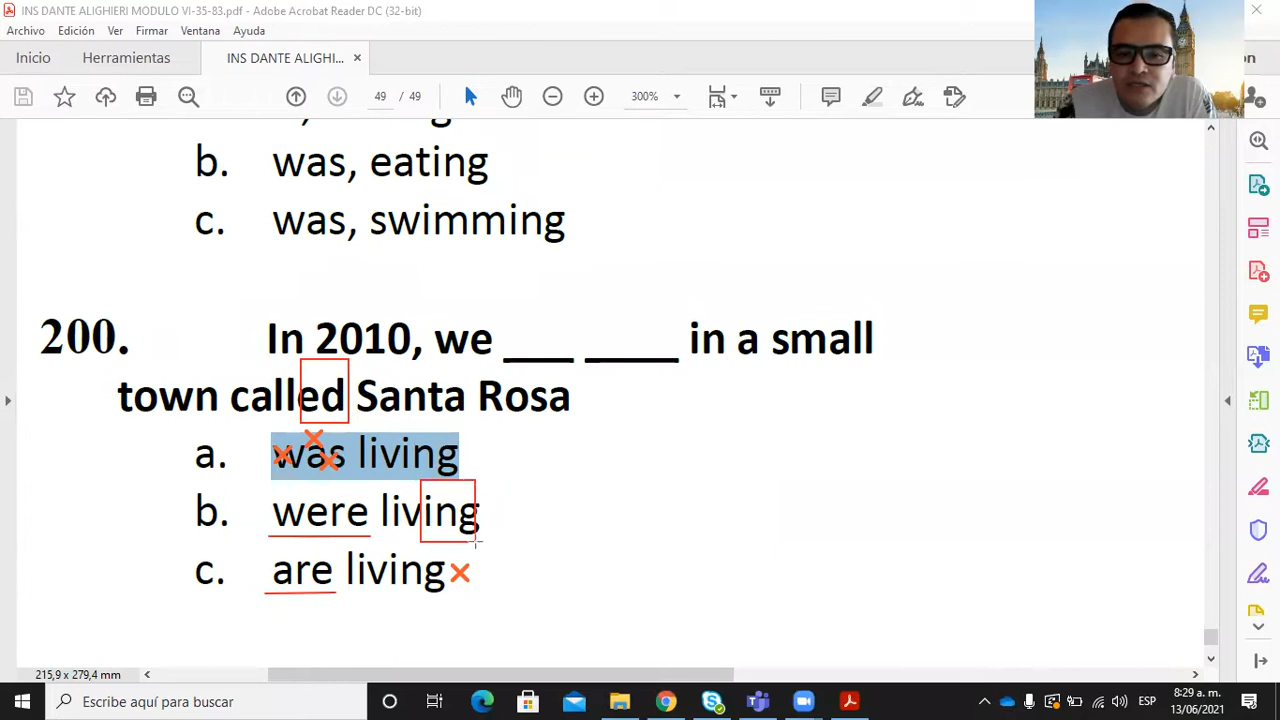 INS DANTE ALIGHIERI MODULO VI-35-83.pdf - Adobe Acrobat Reader DC (32-bit)
Archivo Edición Ver Firmar Ventana Ayuda
Inicio Herramientas INS DANTE ALIGHI... ×
49 / 49 300%
b. was, eating
c. was, swimming
200. In 2010, we ___ ____ in a small
town called Santa Rosa
a. was living
b. were living
c. are living
215,9 x 279,4 mm
Escribe aquí para buscar
ESP
8:29 a. m.
13/06/2021